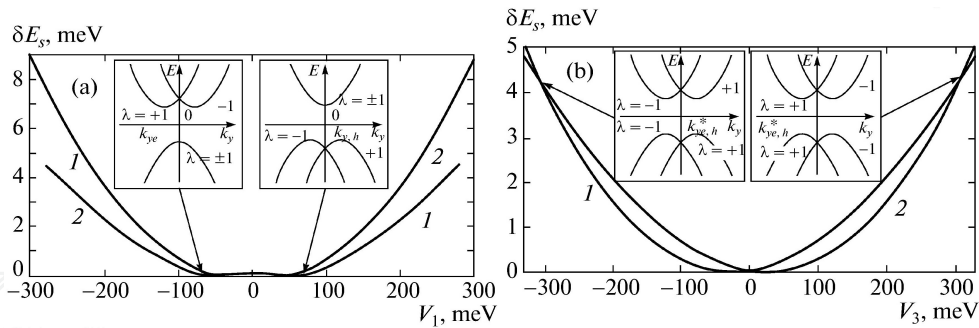 δE_s, meV
8
6
4
2
0
(a)
E
λ = +1
0
−1
k_ye
k_y
λ = ±1
E
λ = ±1
0
λ = −1
k_y,h
k_y
+1
1
2
2
1
−300
−200
−100
0
100
200
300
V_1, meV
δE_s, meV
5
4
3
2
1
0
(b)
E
λ = −1
+1
λ = −1
k*_ye,h
k_y
λ = +1
E
λ = +1
−1
k*_ye,h
k_y
λ = +1
−1
1
2
−300
−200
−100
0
100
200
300
V_3, meV